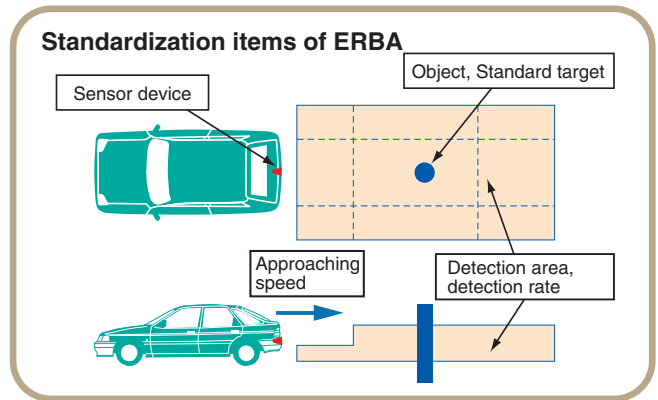 Standardization items of ERBA
Object, Standard target
Sensor device
Approaching
speed
Detection area,
detection rate